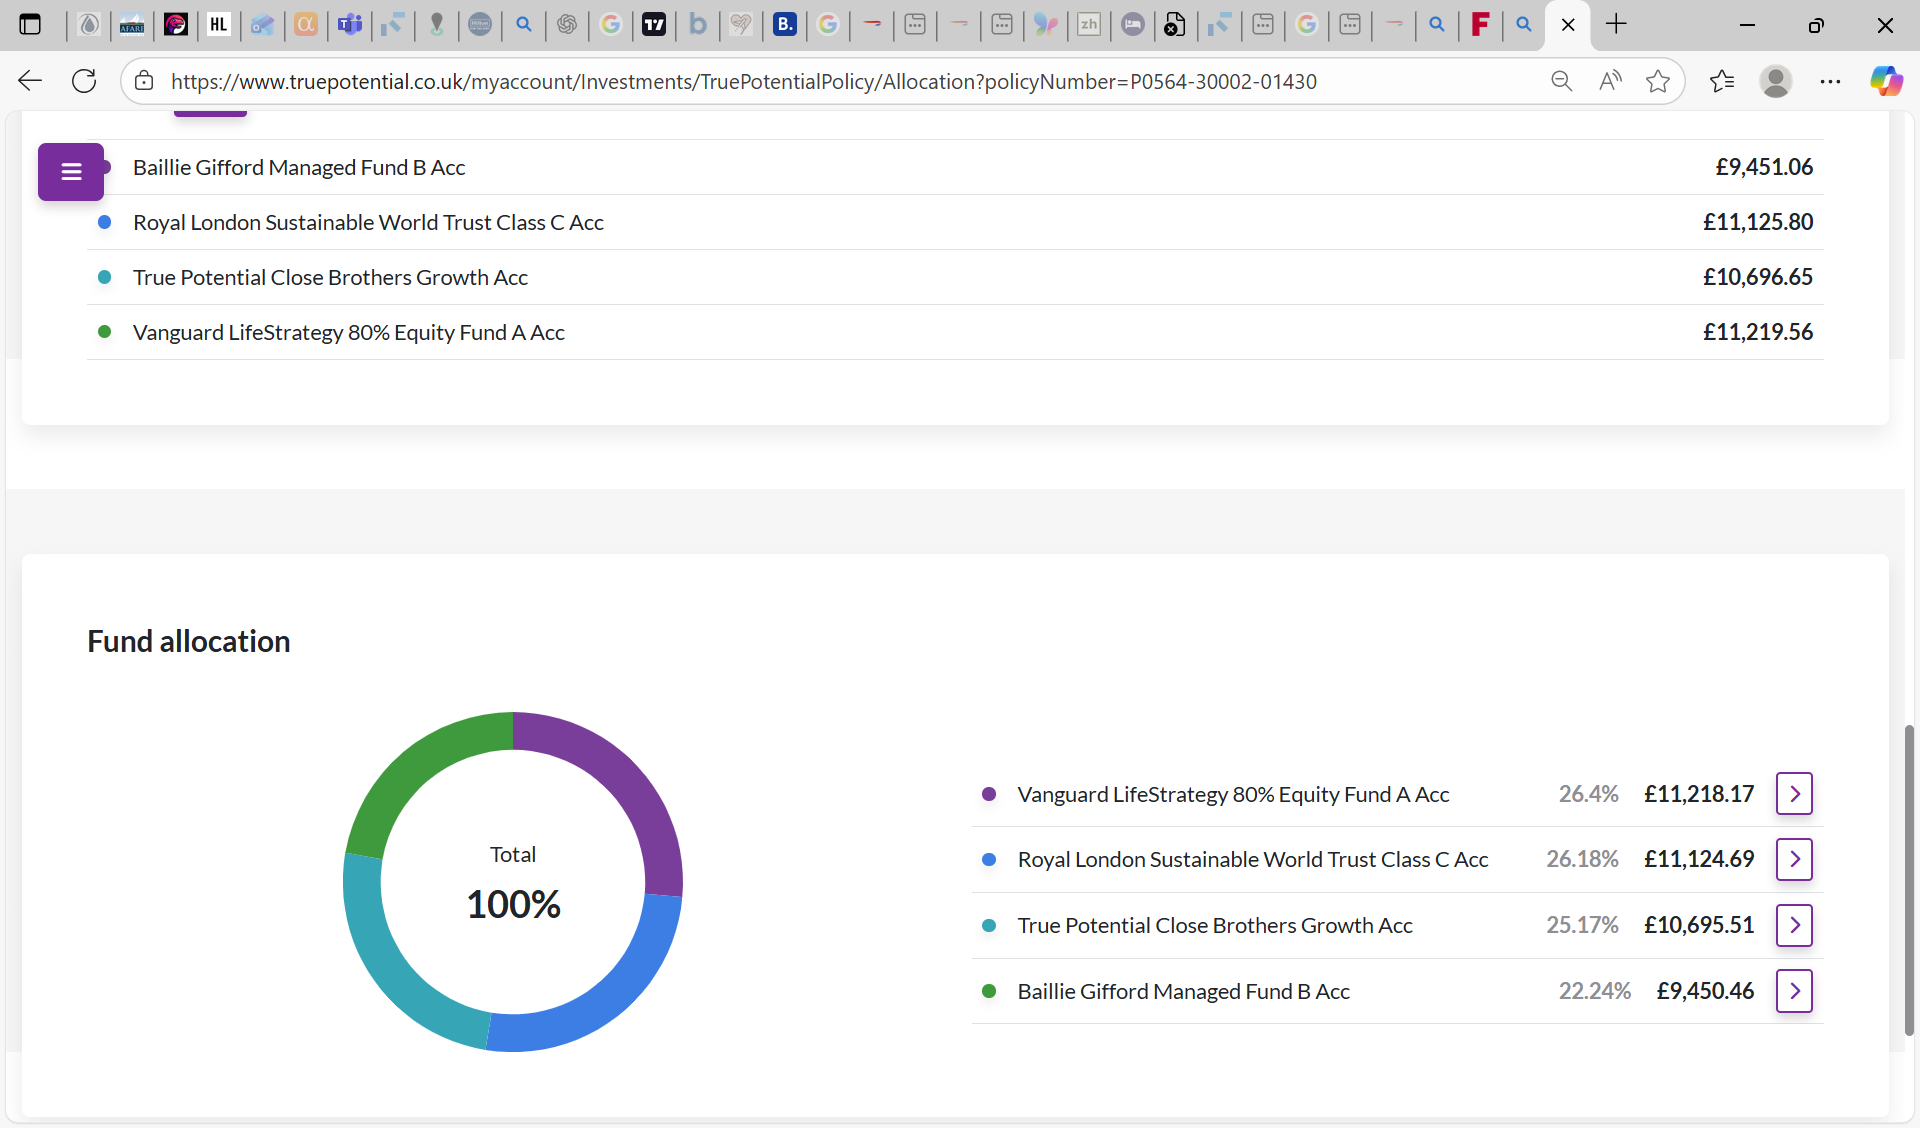 HL
B.
zh
F
https://www.truepotential.co.uk/myaccount/Investments/TruePotentialPolicy/Allocation?policyNumber=P0564-30002-01430
Baillie Gifford Managed Fund B Acc £9,451.06
Royal London Sustainable World Trust Class C Acc £11,125.80
True Potential Close Brothers Growth Acc £10,696.65
Vanguard LifeStrategy 80% Equity Fund A Acc £11,219.56
Fund allocation
Total
100%
Vanguard LifeStrategy 80% Equity Fund A Acc 26.4% £11,218.17
Royal London Sustainable World Trust Class C Acc 26.18% £11,124.69
True Potential Close Brothers Growth Acc 25.17% £10,695.51
Baillie Gifford Managed Fund B Acc 22.24% £9,450.46